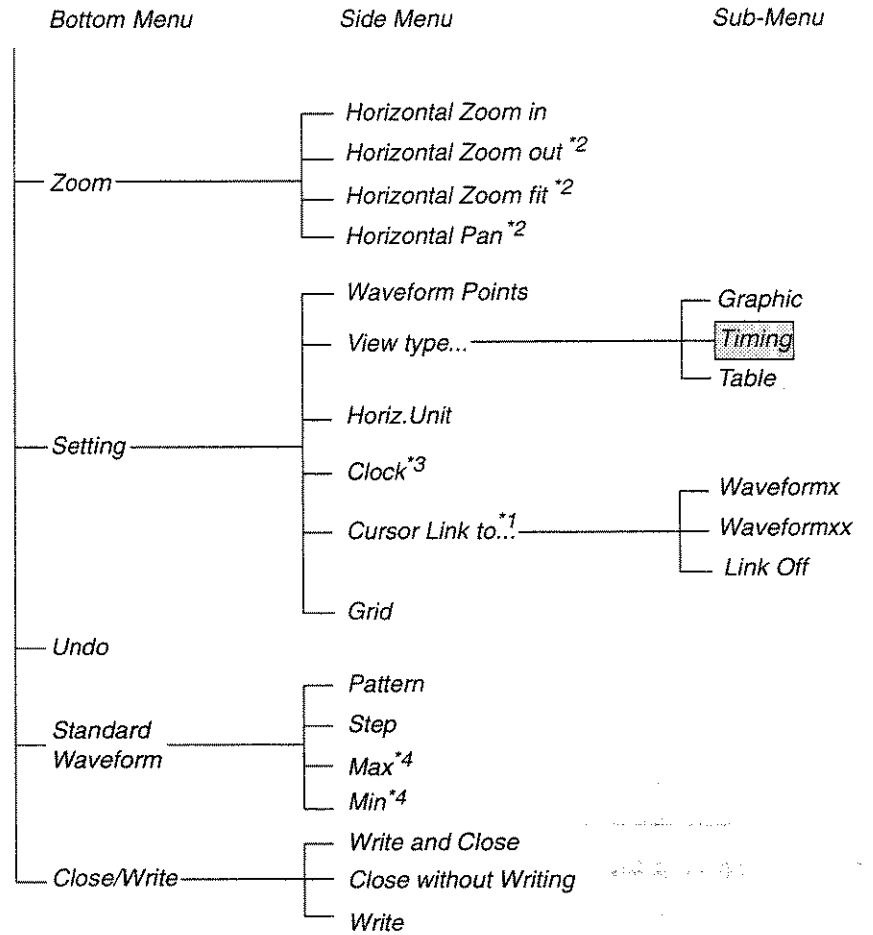 Bottom Menu Side Menu Sub-Menu
Zoom
Horizontal Zoom in
Horizontal Zoom out *2
Horizontal Zoom fit *2
Horizontal Pan *2
Setting
Waveform Points
View type...
Graphic
Timing
Table
Horiz.Unit
Clock*3
Cursor Link to...*1
Waveformx
Waveformxx
Link Off
Grid
Undo
Standard
Waveform
Pattern
Step
Max*4
Min*4
Close/Write
Write and Close
Close without Writing
Write